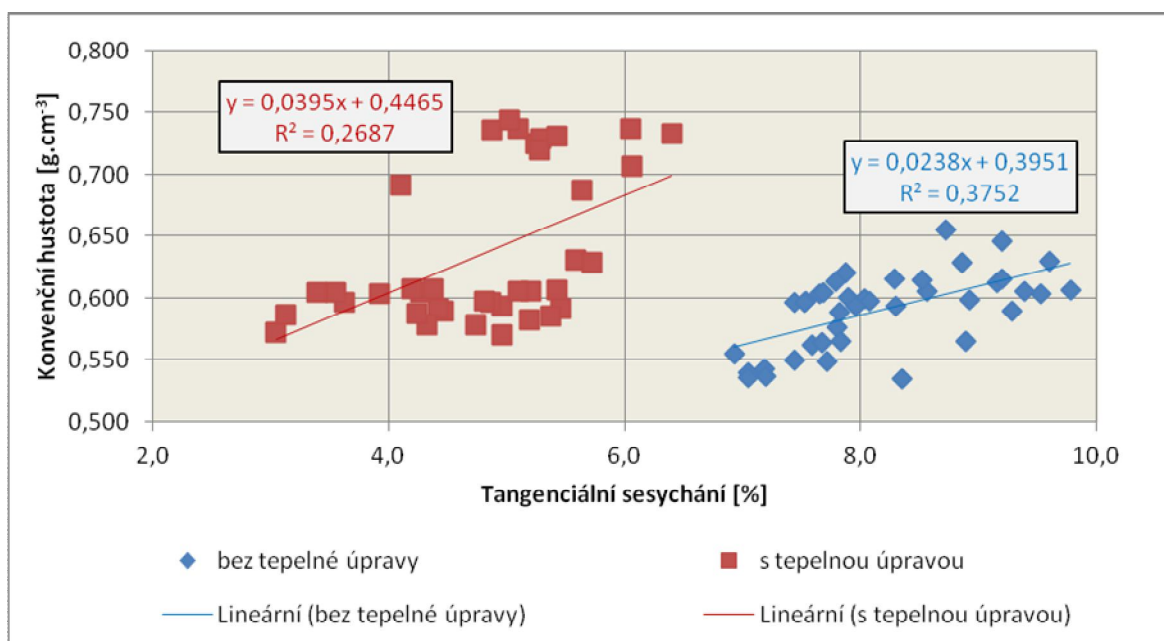 0,800
0,750
0,700
0,650
0,600
0,550
0,500
Konvenční hustota [g.cm⁻³]
y = 0,0395x + 0,4465
R² = 0,2687
y = 0,0238x + 0,3951
R² = 0,3752
2,0 4,0 6,0 8,0 10,0
Tangenciální sesychání [%]
bez tepelné úpravy s tepelnou úpravou
Lineární (bez tepelné úpravy) Lineární (s tepelnou úpravou)